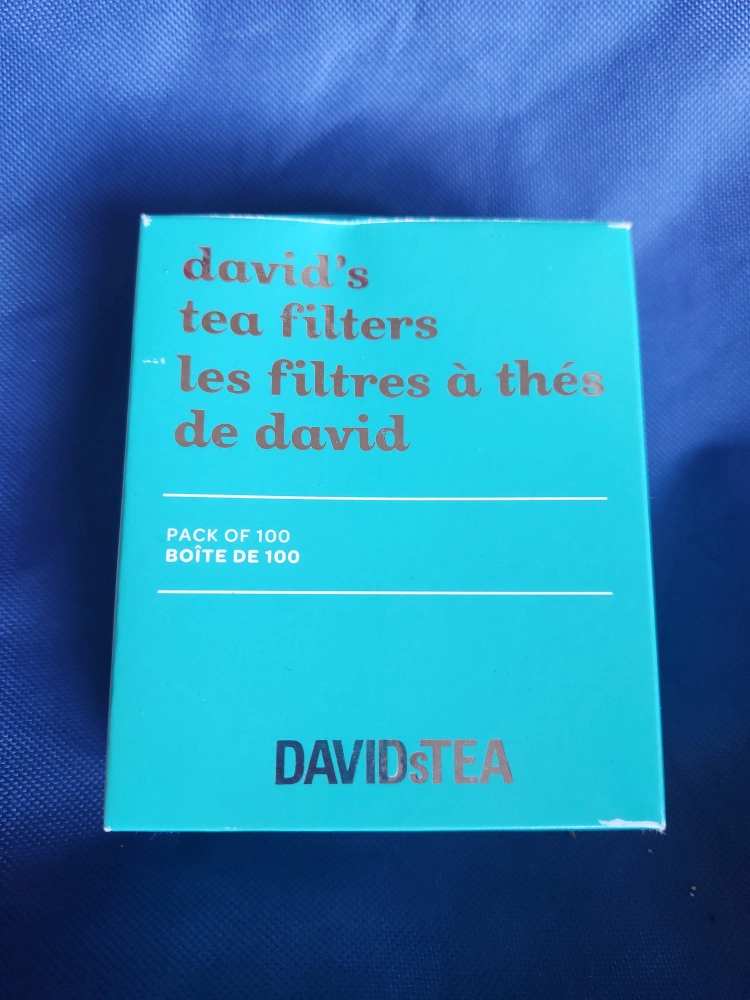 david's
tea filters
les filtres à thés
de david
PACK OF 100
BOÎTE DE 100
DAVIDsTEA